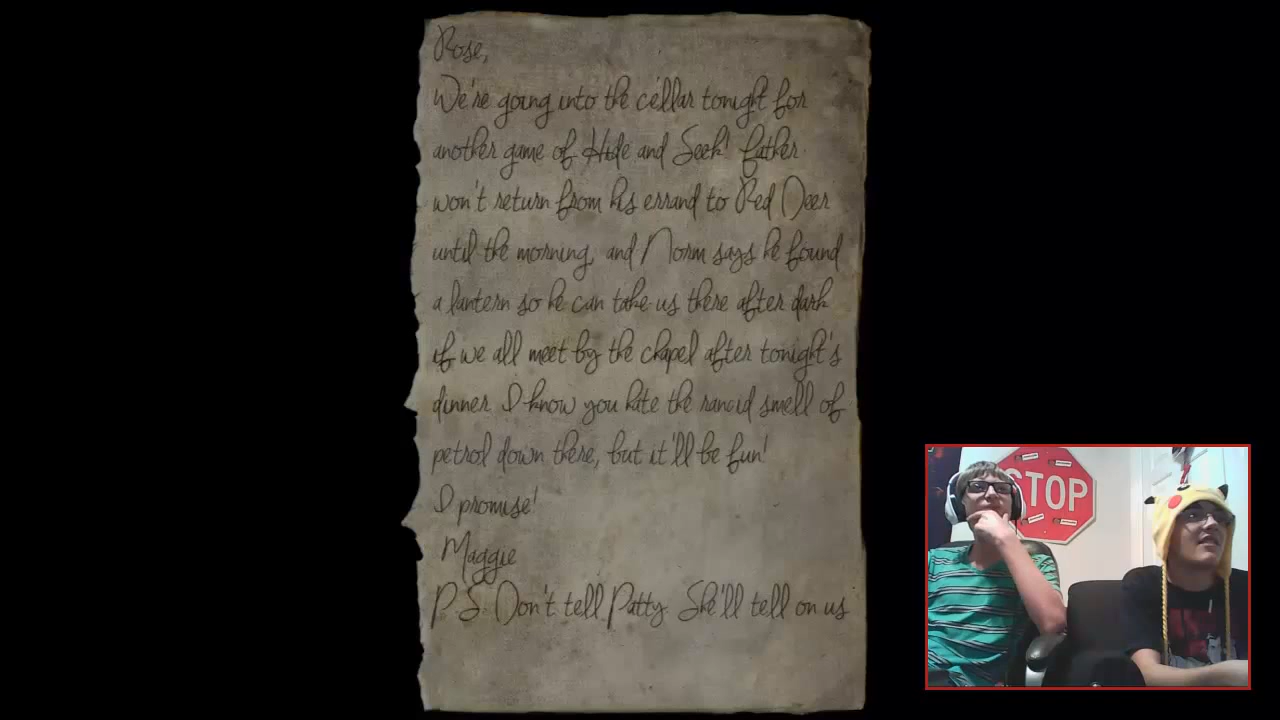 Rose,
We're going into the cellar tonight for
another game of Hide and Seek! Father
won't return from his errand to Red Deer
until the morning, and Norm says he found
a lantern so he can take us there after dark
if we all meet by the chapel after tonight's
dinner. I know you hate the rancid smell of
petrol down there, but it'll be fun!
I promise!
Maggie
P.S. Don't tell Patty. She'll tell on us
STOP